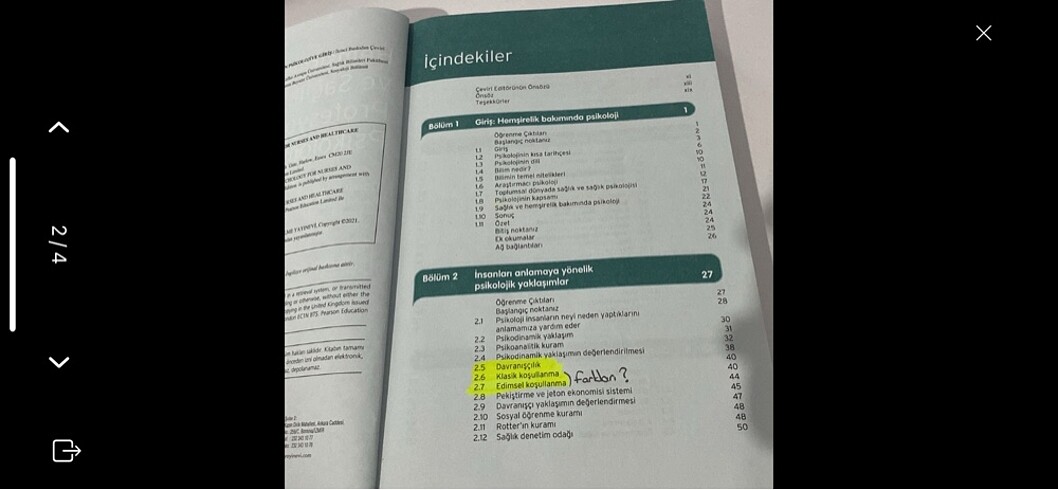 2/4
FOR NURSES AND HEALTHCARE
İçindekiler
Çeviri Editörünün Önsözü xi
Önsöz xiii
Teşekkürler xix
Bölüm 1 Giriş: Hemşirelik bakımında psikoloji 1
Öğrenme Çıktıları 1
Başlangıç noktanız 2
1.1 Giriş 3
1.2 Psikolojinin kısa tarihçesi 6
1.3 Psikolojinin dili 10
1.4 Bilim nedir? 10
1.5 Bilimin temel nitelikleri 11
1.6 Araştırmacı psikoloji 12
1.7 Toplumsal dünyada sağlık ve sağlık psikolojisi 17
1.8 Psikolojinin kapsamı 21
1.9 Sağlık ve hemşirelik bakımında psikoloji 22
1.10 Sonuç 24
1.11 Özet 24
Bitiş noktanız 24
Ek okumalar 25
Ağ bağlantıları 26
Bölüm 2 İnsanları anlamaya yönelik
psikolojik yaklaşımlar 27
Öğrenme Çıktıları 27
Başlangıç noktanız 28
2.1 Psikoloji insanların neyi neden yaptıklarını
anlamamıza yardım eder 30
2.2 Psikodinamik yaklaşım 31
2.3 Psikoanalitik kuram 32
2.4 Psikodinamik yaklaşımın değerlendirilmesi 38
2.5 Davranışçılık 40
2.6 Klasik koşullanma 40
2.7 Edimsel koşullanma ) farkları? 44
2.8 Pekiştirme ve jeton ekonomisi sistemi 45
2.9 Davranışçı yaklaşımın değerlendirmesi 47
2.10 Sosyal öğrenme kuramı 48
2.11 Rotter'ın kuramı 48
2.12 Sağlık denetim odağı 50